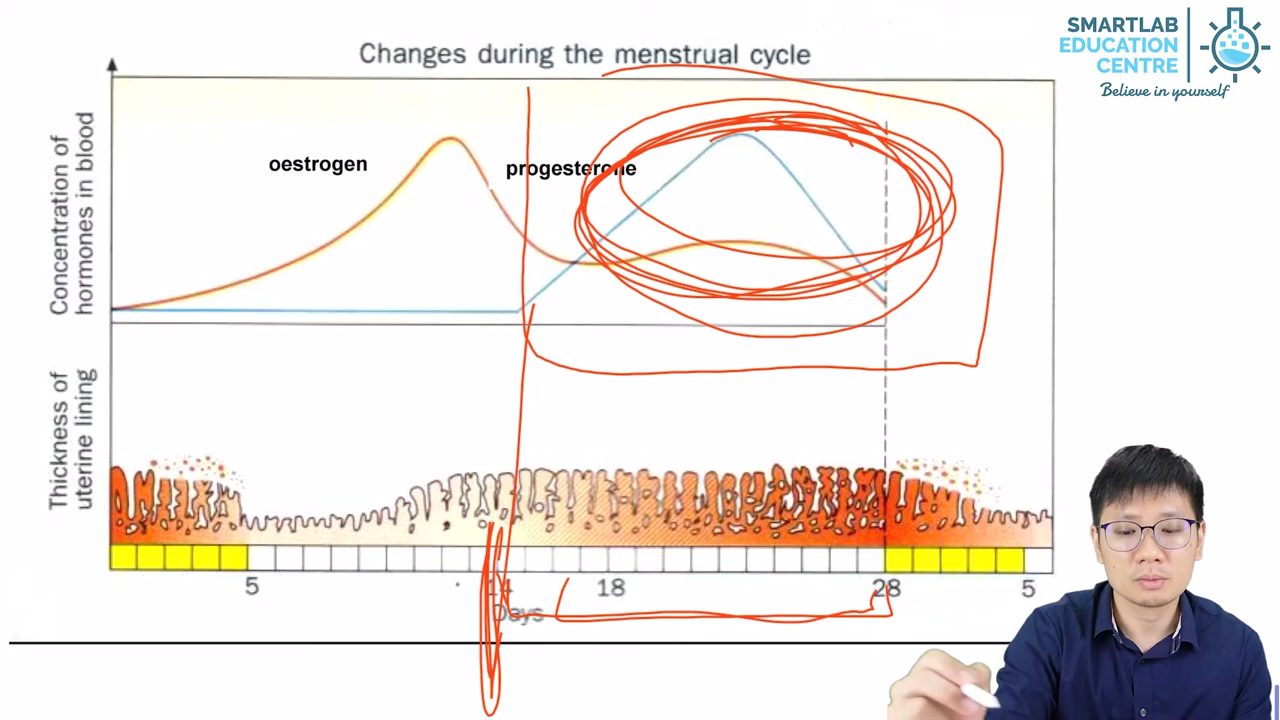 Changes during the menstrual cycle
SMARTLAB
EDUCATION
CENTRE
Believe in yourself
Concentration of
hormones in blood
oestrogen
progesterone
Thickness of
uterine lining
5
14
18
28
5
Days